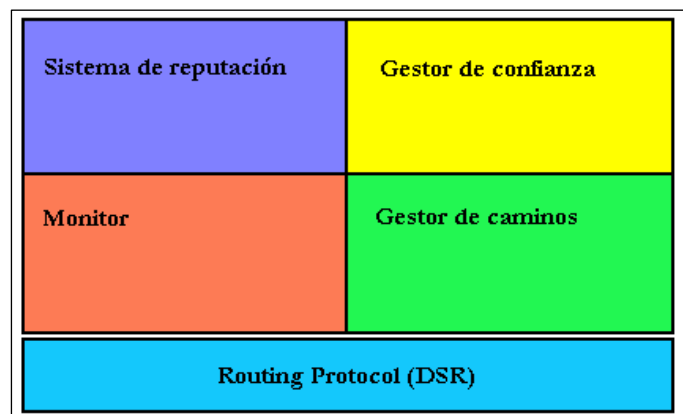 Sistema de reputación
Gestor de confianza
Monitor
Gestor de caminos
Routing Protocol (DSR)